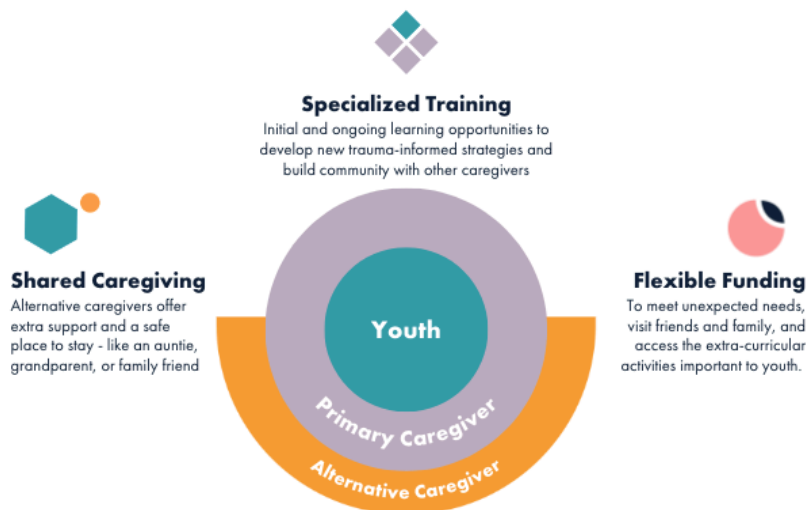 Specialized Training
Initial and ongoing learning opportunities to
develop new trauma-informed strategies and
build community with other caregivers
Shared Caregiving
Alternative caregivers offer
extra support and a safe
place to stay - like an auntie,
grandparent, or family friend
Flexible Funding
To meet unexpected needs,
visit friends and family, and
access the extra-curricular
activities important to youth.
Youth
Primary Caregiver
Alternative Caregiver